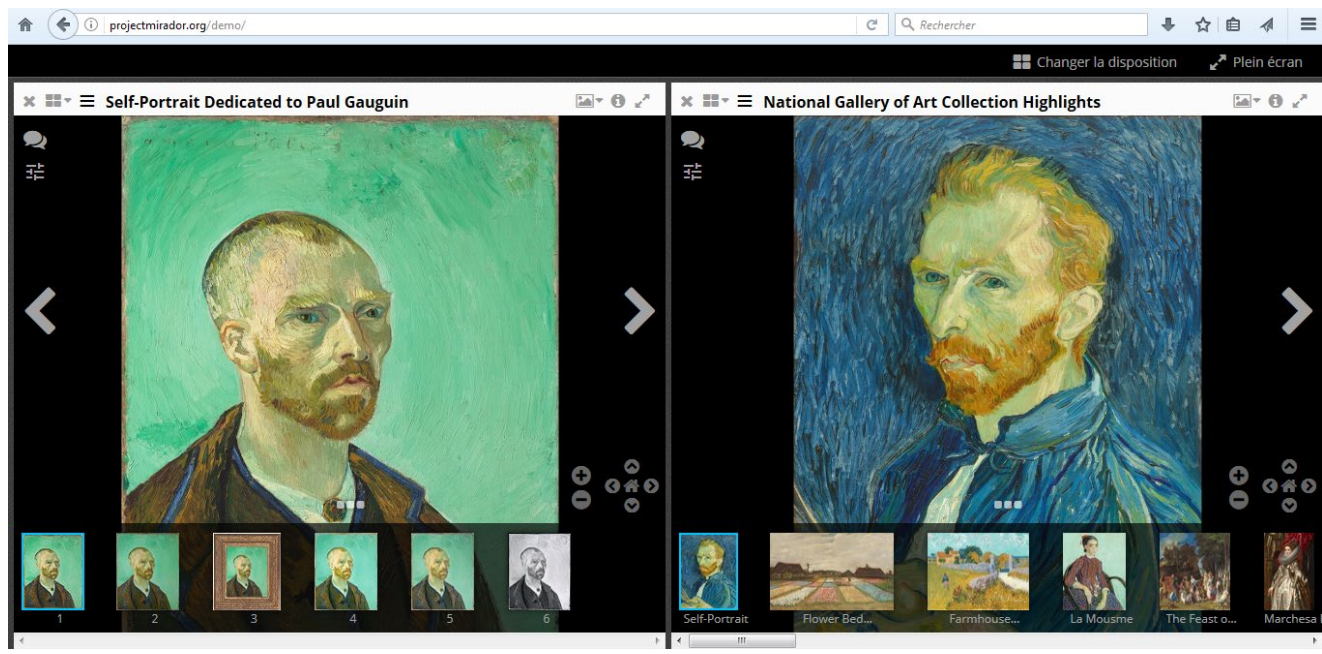 projectmirador.org/demo/
Rechercher
Changer la disposition
Plein écran
Self-Portrait Dedicated to Paul Gauguin
National Gallery of Art Collection Highlights
1
2
3
4
5
6
Self-Portrait
Flower Bed...
Farmhouse...
La Mousme
The Feast o...
Marchesa